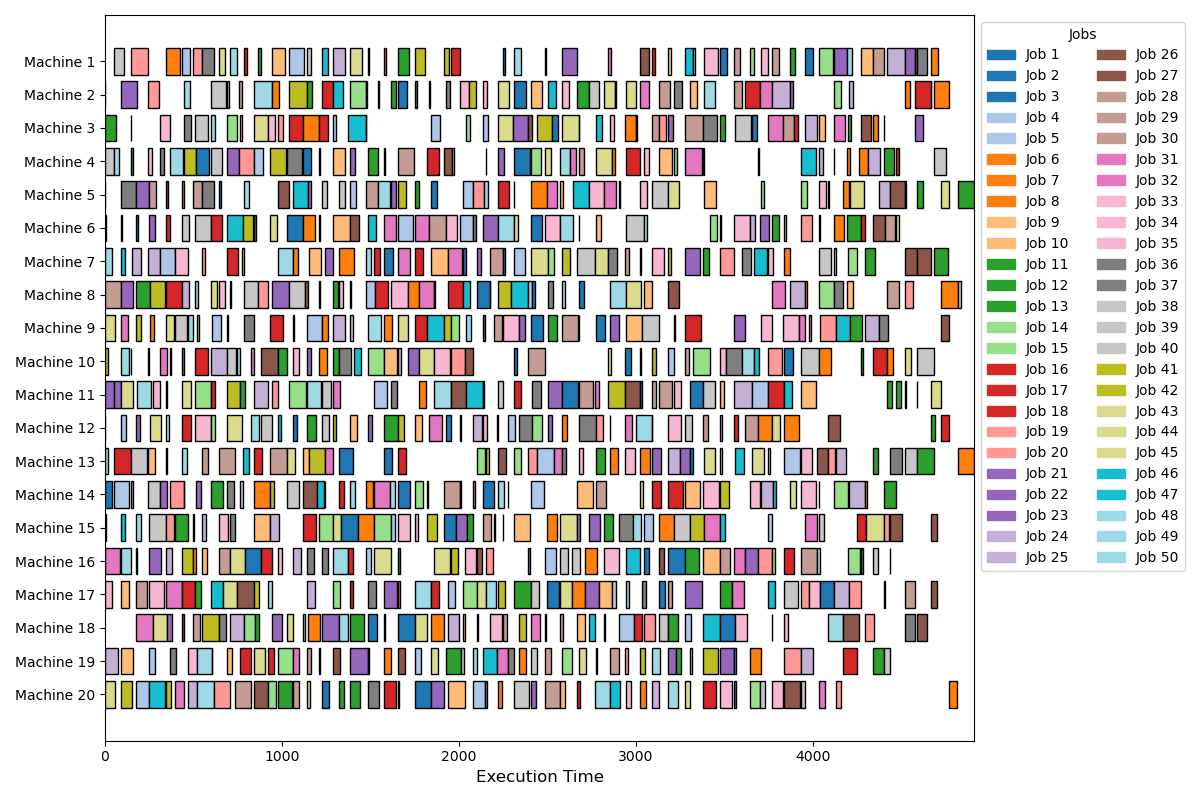 Machine 1
Machine 2
Machine 3
Machine 4
Machine 5
Machine 6
Machine 7
Machine 8
Machine 9
Machine 10
Machine 11
Machine 12
Machine 13
Machine 14
Machine 15
Machine 16
Machine 17
Machine 18
Machine 19
Machine 20
0 1000 2000 3000 4000
Execution Time
Jobs
Job 1 Job 26
Job 2 Job 27
Job 3 Job 28
Job 4 Job 29
Job 5 Job 30
Job 6 Job 31
Job 7 Job 32
Job 8 Job 33
Job 9 Job 34
Job 10 Job 35
Job 11 Job 36
Job 12 Job 37
Job 13 Job 38
Job 14 Job 39
Job 15 Job 40
Job 16 Job 41
Job 17 Job 42
Job 18 Job 43
Job 19 Job 44
Job 20 Job 45
Job 21 Job 46
Job 22 Job 47
Job 23 Job 48
Job 24 Job 49
Job 25 Job 50